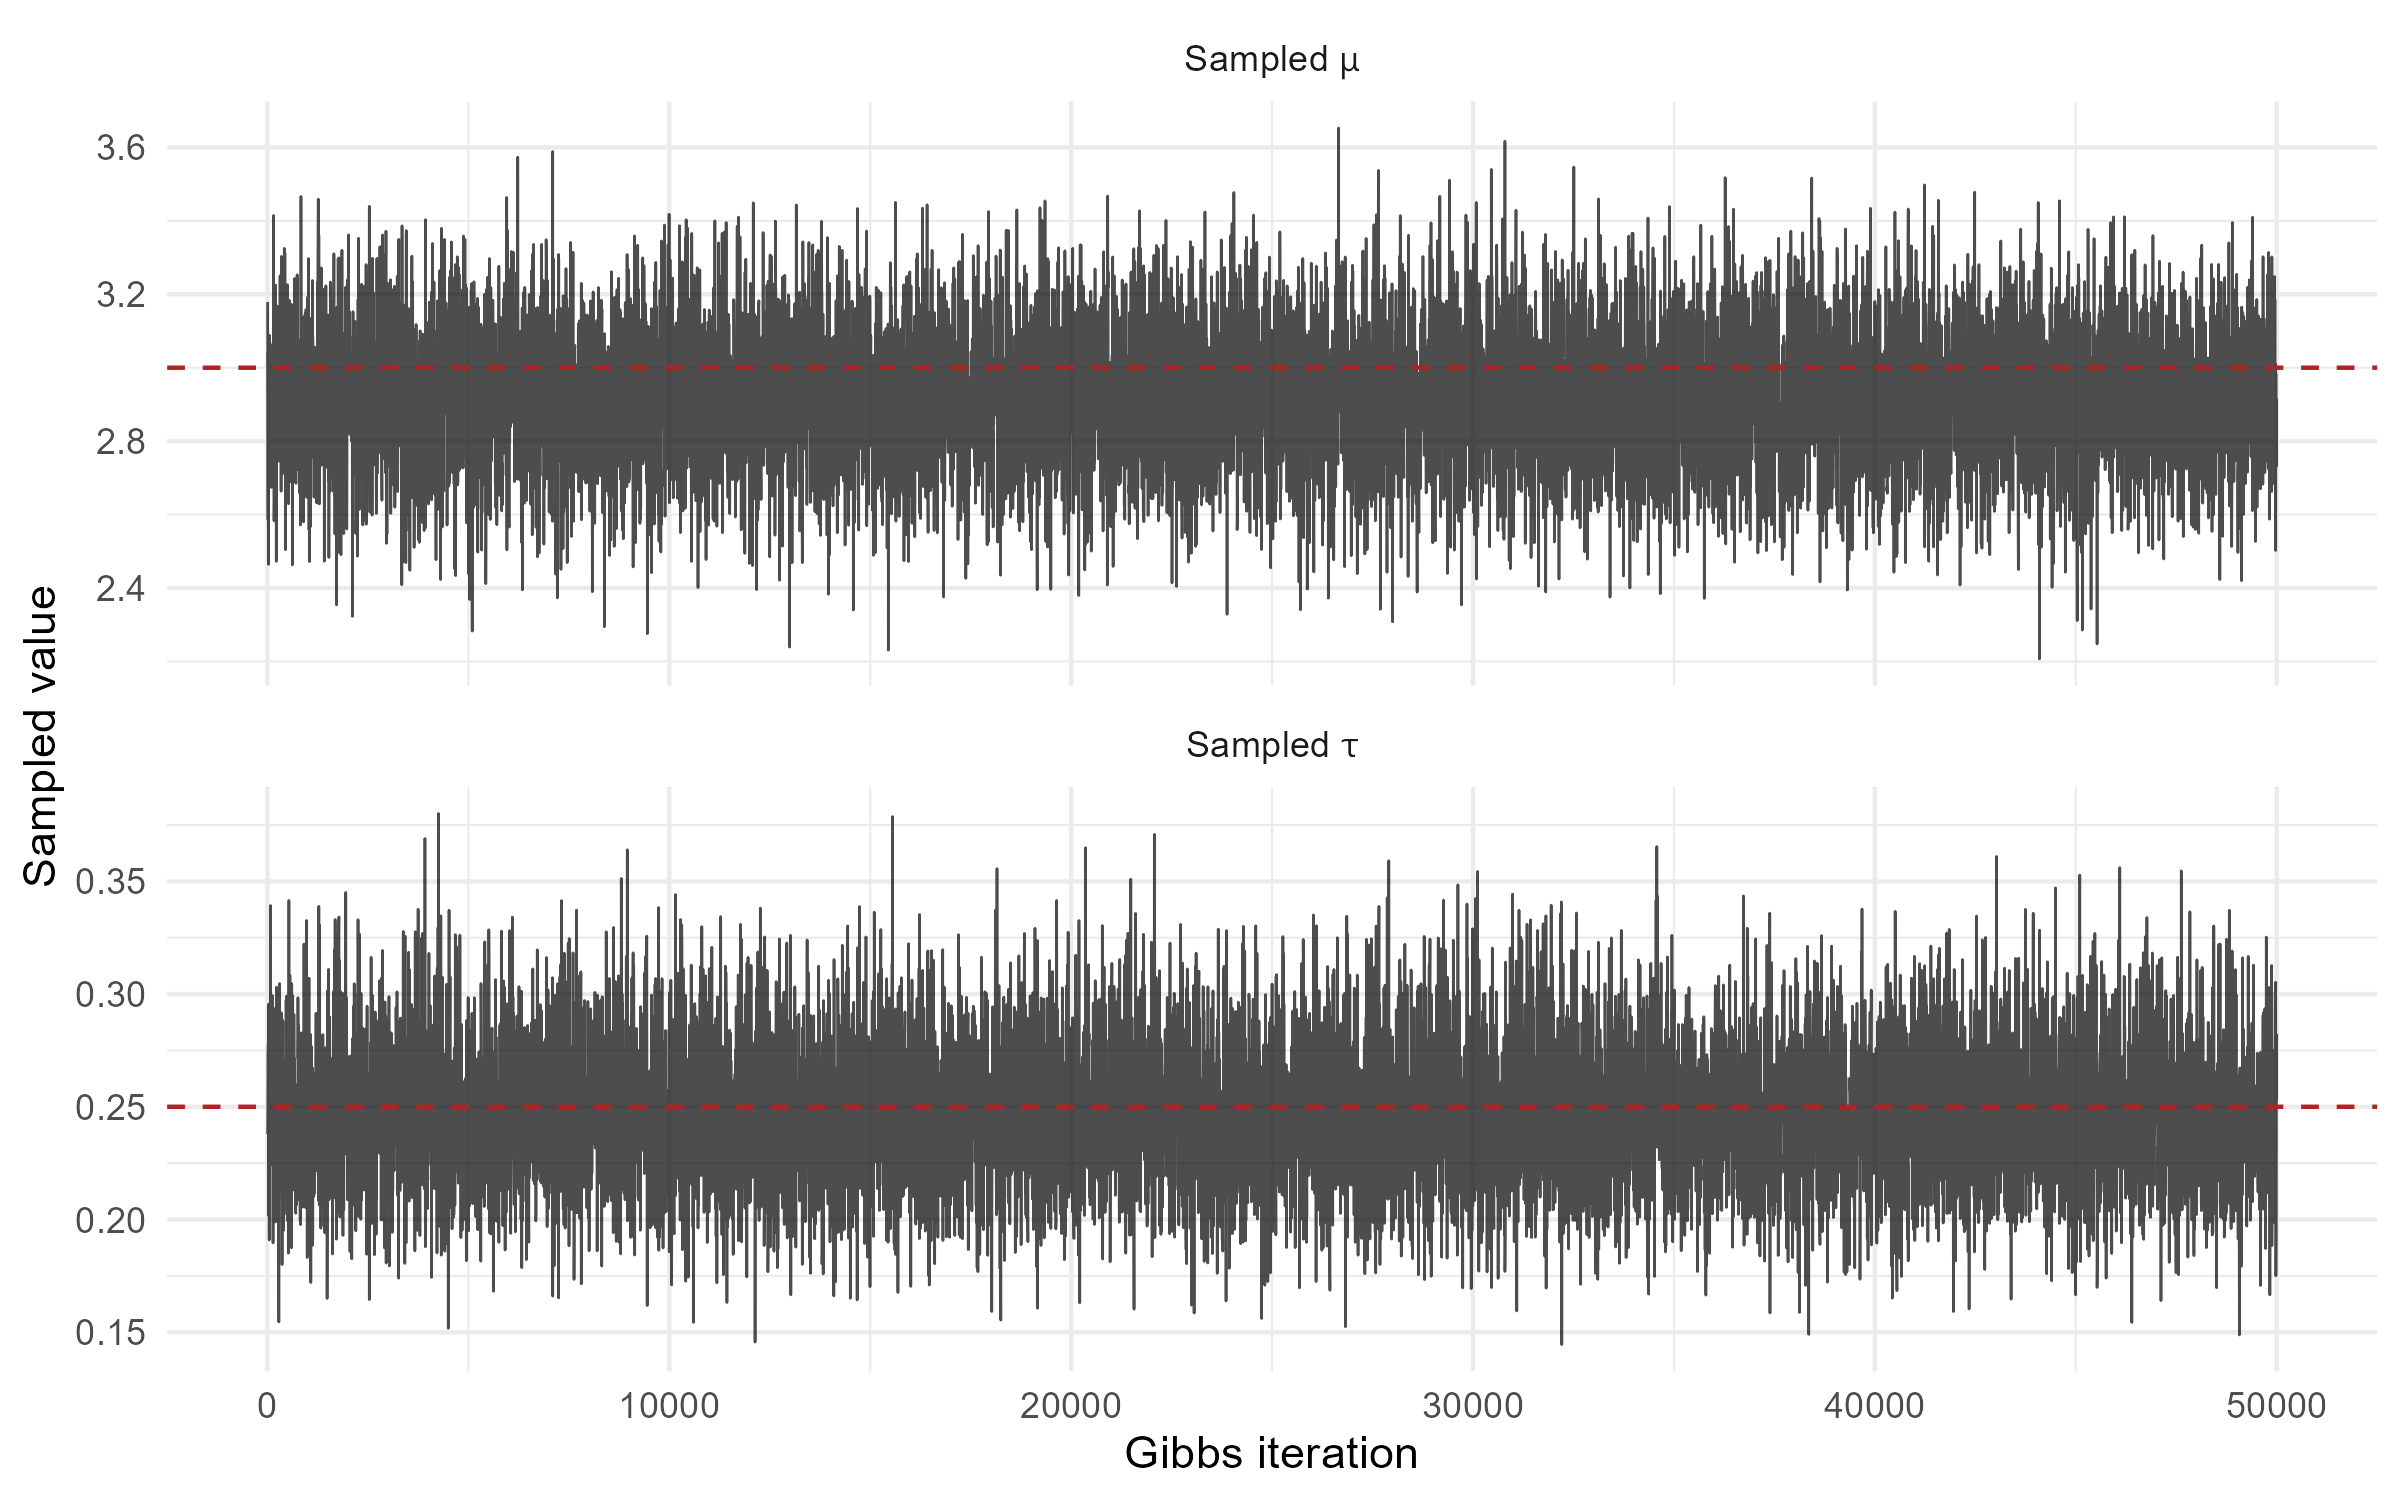 Sampled μ
3.6
3.2
2.8
2.4
Sampled τ
0.35
0.30
0.25
0.20
0.15
0 10000 20000 30000 40000 50000
Gibbs iteration
Sampled value